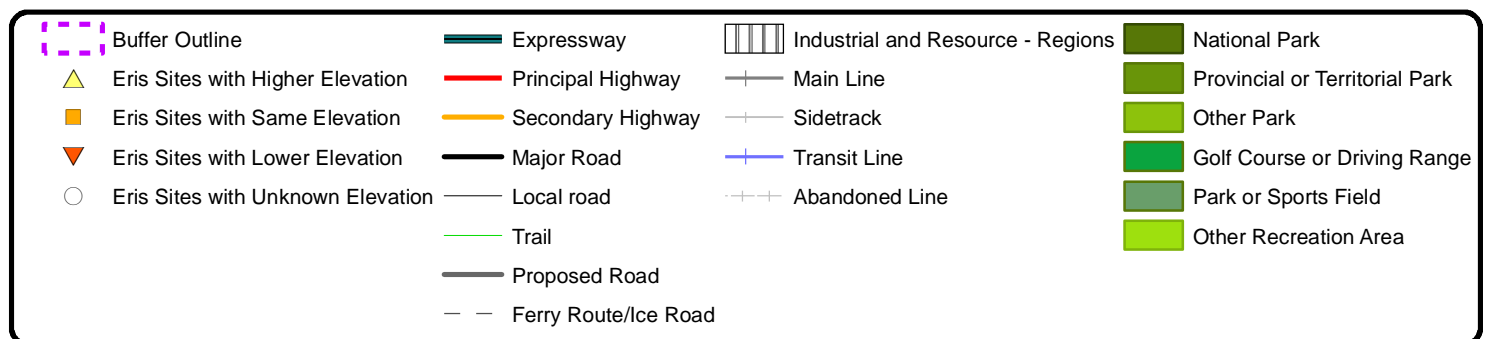 Buffer Outline
Eris Sites with Higher Elevation
Eris Sites with Same Elevation
Eris Sites with Lower Elevation
Eris Sites with Unknown Elevation
Expressway
Principal Highway
Secondary Highway
Major Road
Local road
Trail
Proposed Road
Ferry Route/Ice Road
Industrial and Resource - Regions
Main Line
Sidetrack
Transit Line
Abandoned Line
National Park
Provincial or Territorial Park
Other Park
Golf Course or Driving Range
Park or Sports Field
Other Recreation Area